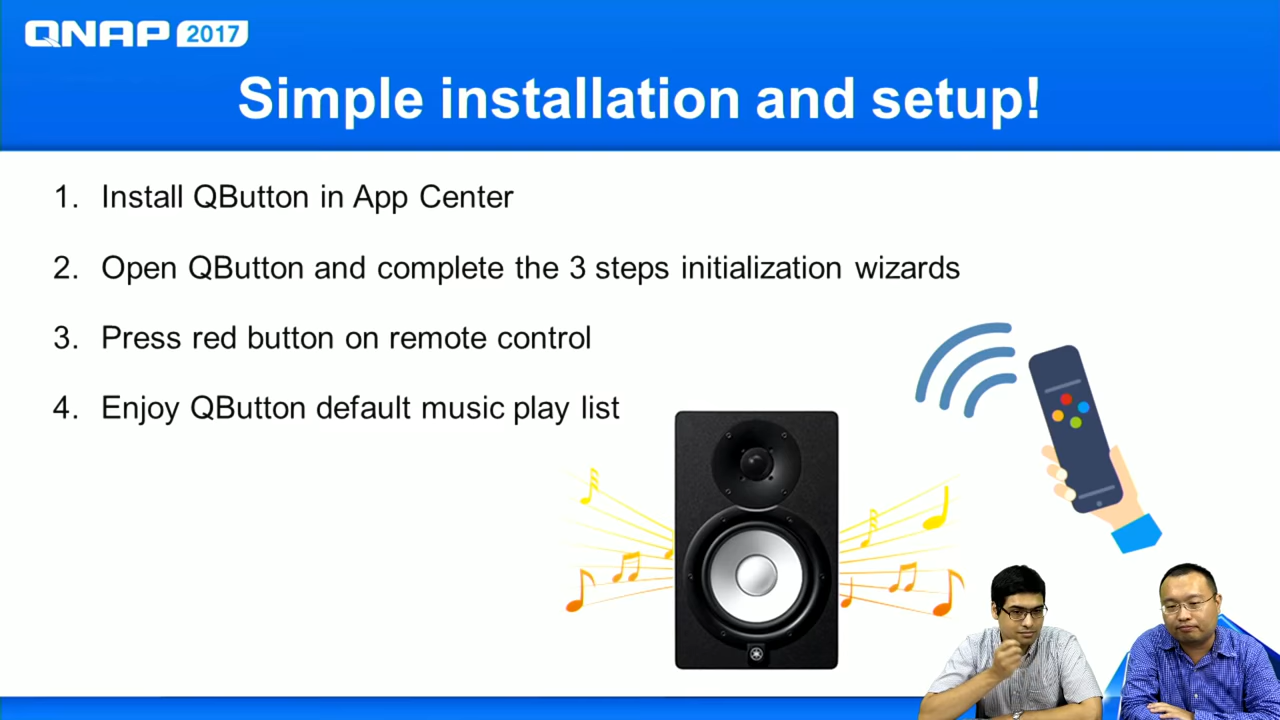 QNAP 2017
Simple installation and setup!
1. Install QButton in App Center
2. Open QButton and complete the 3 steps initialization wizards
3. Press red button on remote control
4. Enjoy QButton default music play list